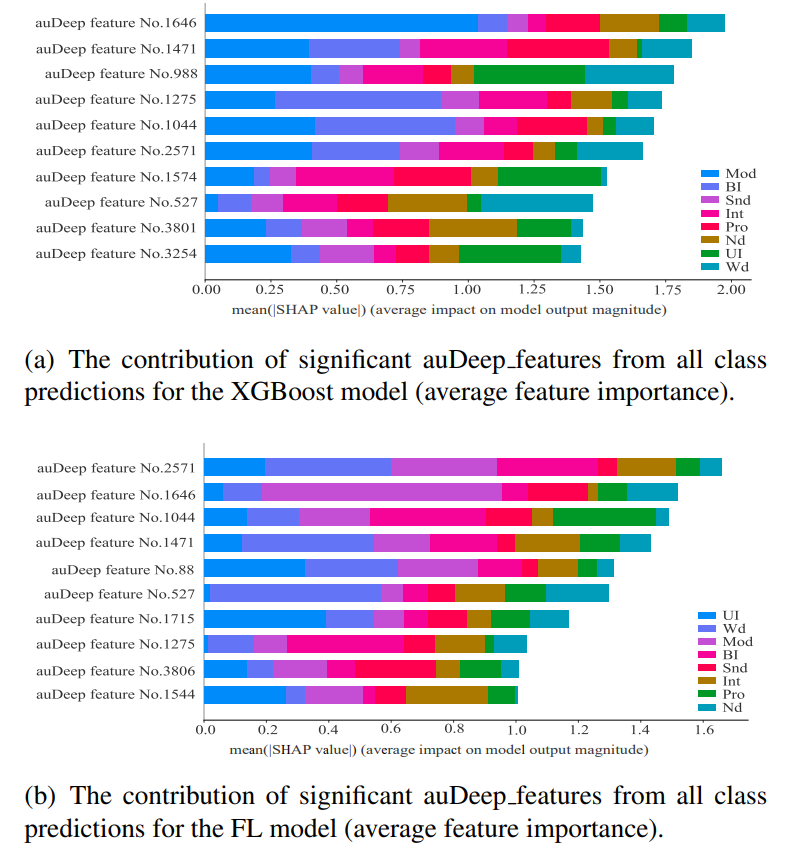 auDeep feature No.1646
auDeep feature No.1471
auDeep feature No.988
auDeep feature No.1275
auDeep feature No.1044
auDeep feature No.2571
auDeep feature No.1574
auDeep feature No.527
auDeep feature No.3801
auDeep feature No.3254
Mod
BI
Snd
Int
Pro
Nd
UI
Wd
0.00 0.25 0.50 0.75 1.00 1.25 1.50 1.75 2.00
mean(|SHAP value|) (average impact on model output magnitude)
(a) The contribution of significant auDeep_features from all class
predictions for the XGBoost model (average feature importance).
auDeep feature No.2571
auDeep feature No.1646
auDeep feature No.1044
auDeep feature No.1471
auDeep feature No.88
auDeep feature No.527
auDeep feature No.1715
auDeep feature No.1275
auDeep feature No.3806
auDeep feature No.1544
UI
Wd
Mod
BI
Snd
Int
Pro
Nd
0.0 0.2 0.4 0.6 0.8 1.0 1.2 1.4 1.6
mean(|SHAP value|) (average impact on model output magnitude)
(b) The contribution of significant auDeep_features from all class
predictions for the FL model (average feature importance).